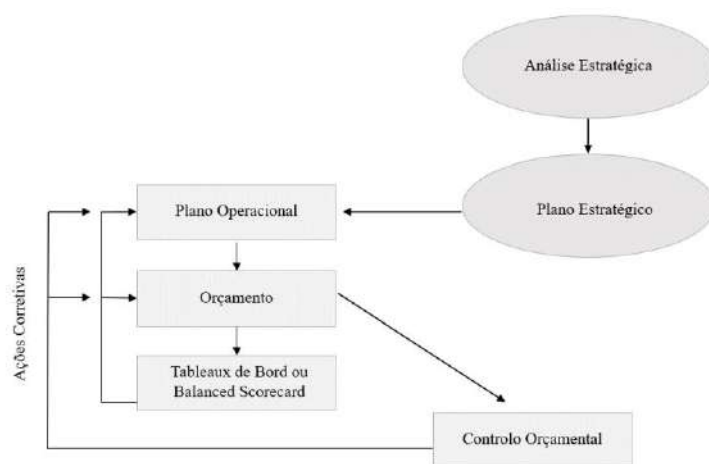 Análise Estratégica
Plano Estratégico
Plano Operacional
Orçamento
Tableaux de Bord ou
Balanced Scorecard
Controlo Orçamental
Ações Corretivas